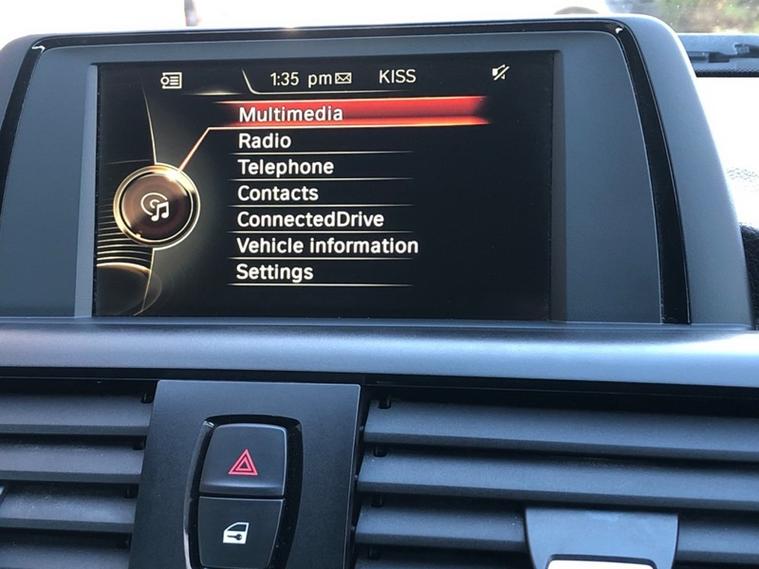 1:35 pm KISS
Multimedia
Radio
Telephone
Contacts
ConnectedDrive
Vehicle information
Settings